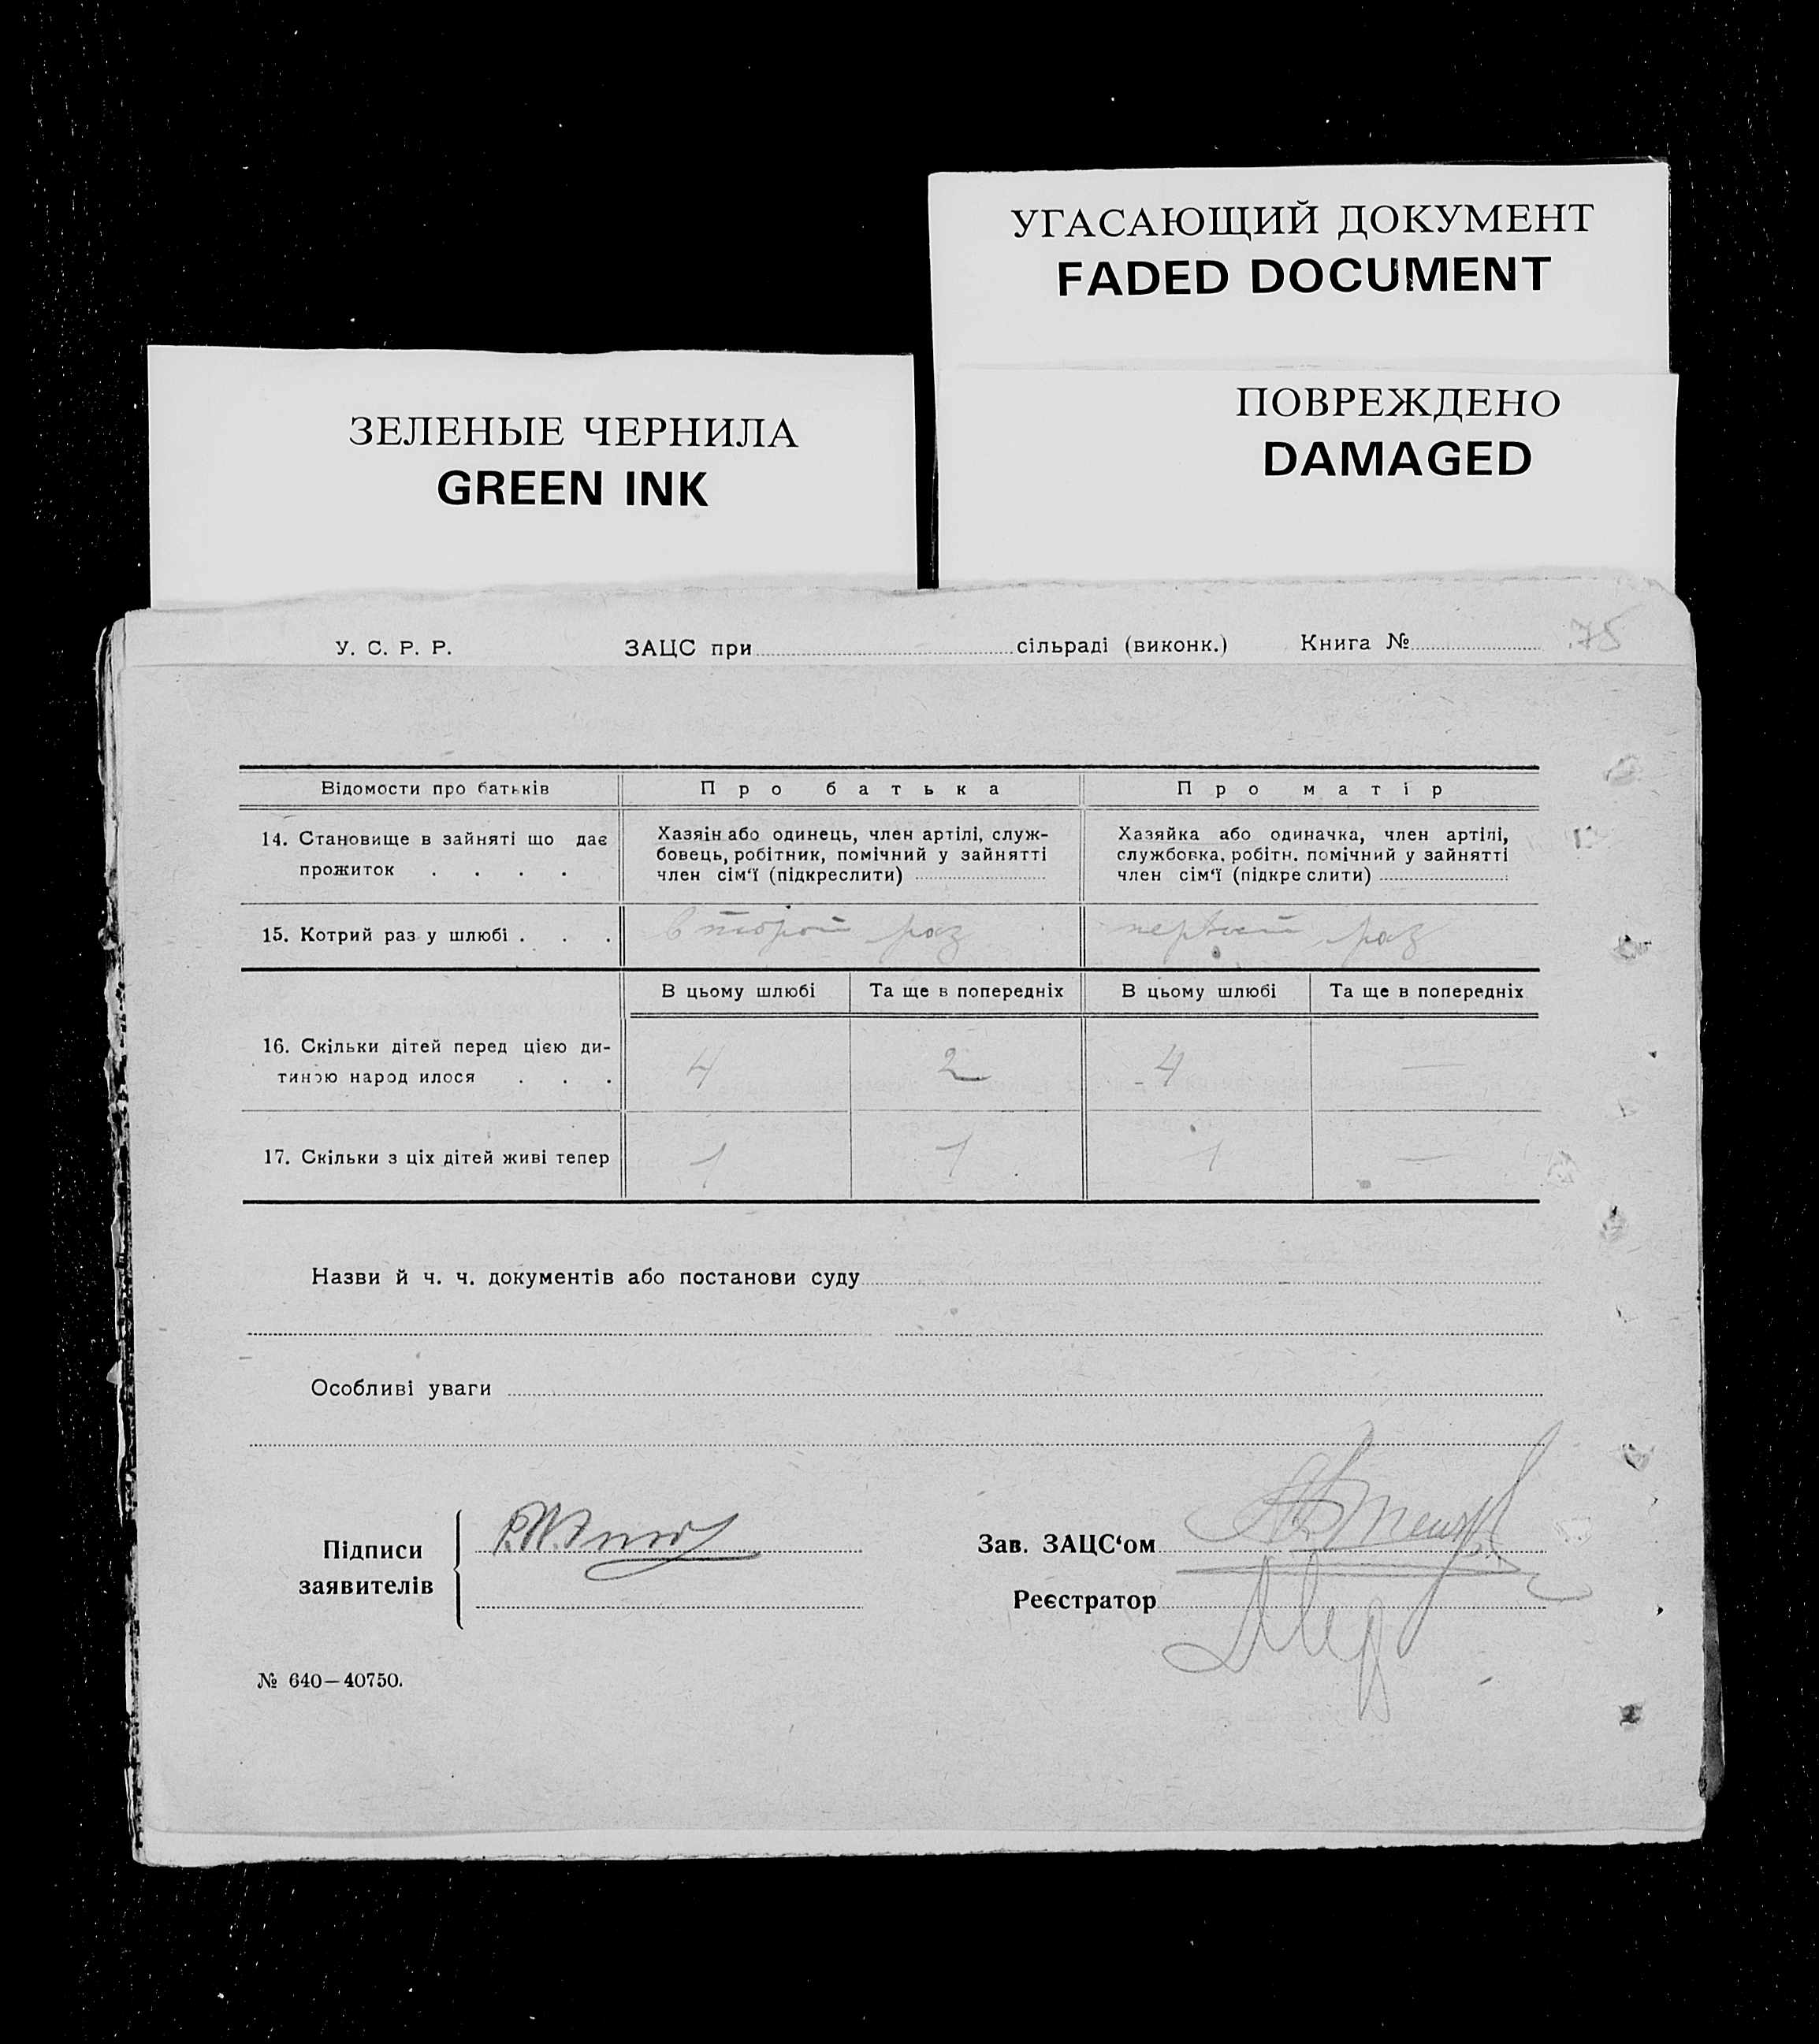 УГАСАЮЩИЙ ДОКУМЕНТ
FADED DOCUMENT
ПОВРЕЖДЕНО
DAMAGED
ЗЕЛЕНЫЕ ЧЕРНИЛА
GREEN INK
У. С. Р. Р. ЗАЦС при сільраді (виконк.) Книга № 75
Відомости про батьків Про батька Про матір
14. Становище в зайняті що дає прожиток . . . .
Хазяін або одинець, член артілі, служ-
бовець, робітник, помічний у зайнятті
член сім‘ї (підкреслити)
Хазяйка або одиначка, член артілі,
службовка, робітн. помічний у зайнятті
член сім‘ї (підкреслити)
15. Котрий раз у шлюбі . . . второй раз первый раз
В цьому шлюбі Та ще в попередніх В цьому шлюбі Та ще в попередніх
16. Скільки дітей перед цією ди-
тиною народилося . . . 4 2 4 —
17. Скільки з ціх дітей живі тепер 1 1 1 —
Назви й ч. ч. документів або постанови суду
Особливі уваги
Підписи
заявителів
Зав. ЗАЦС‘ом
Реєстратор
№ 640—40750.